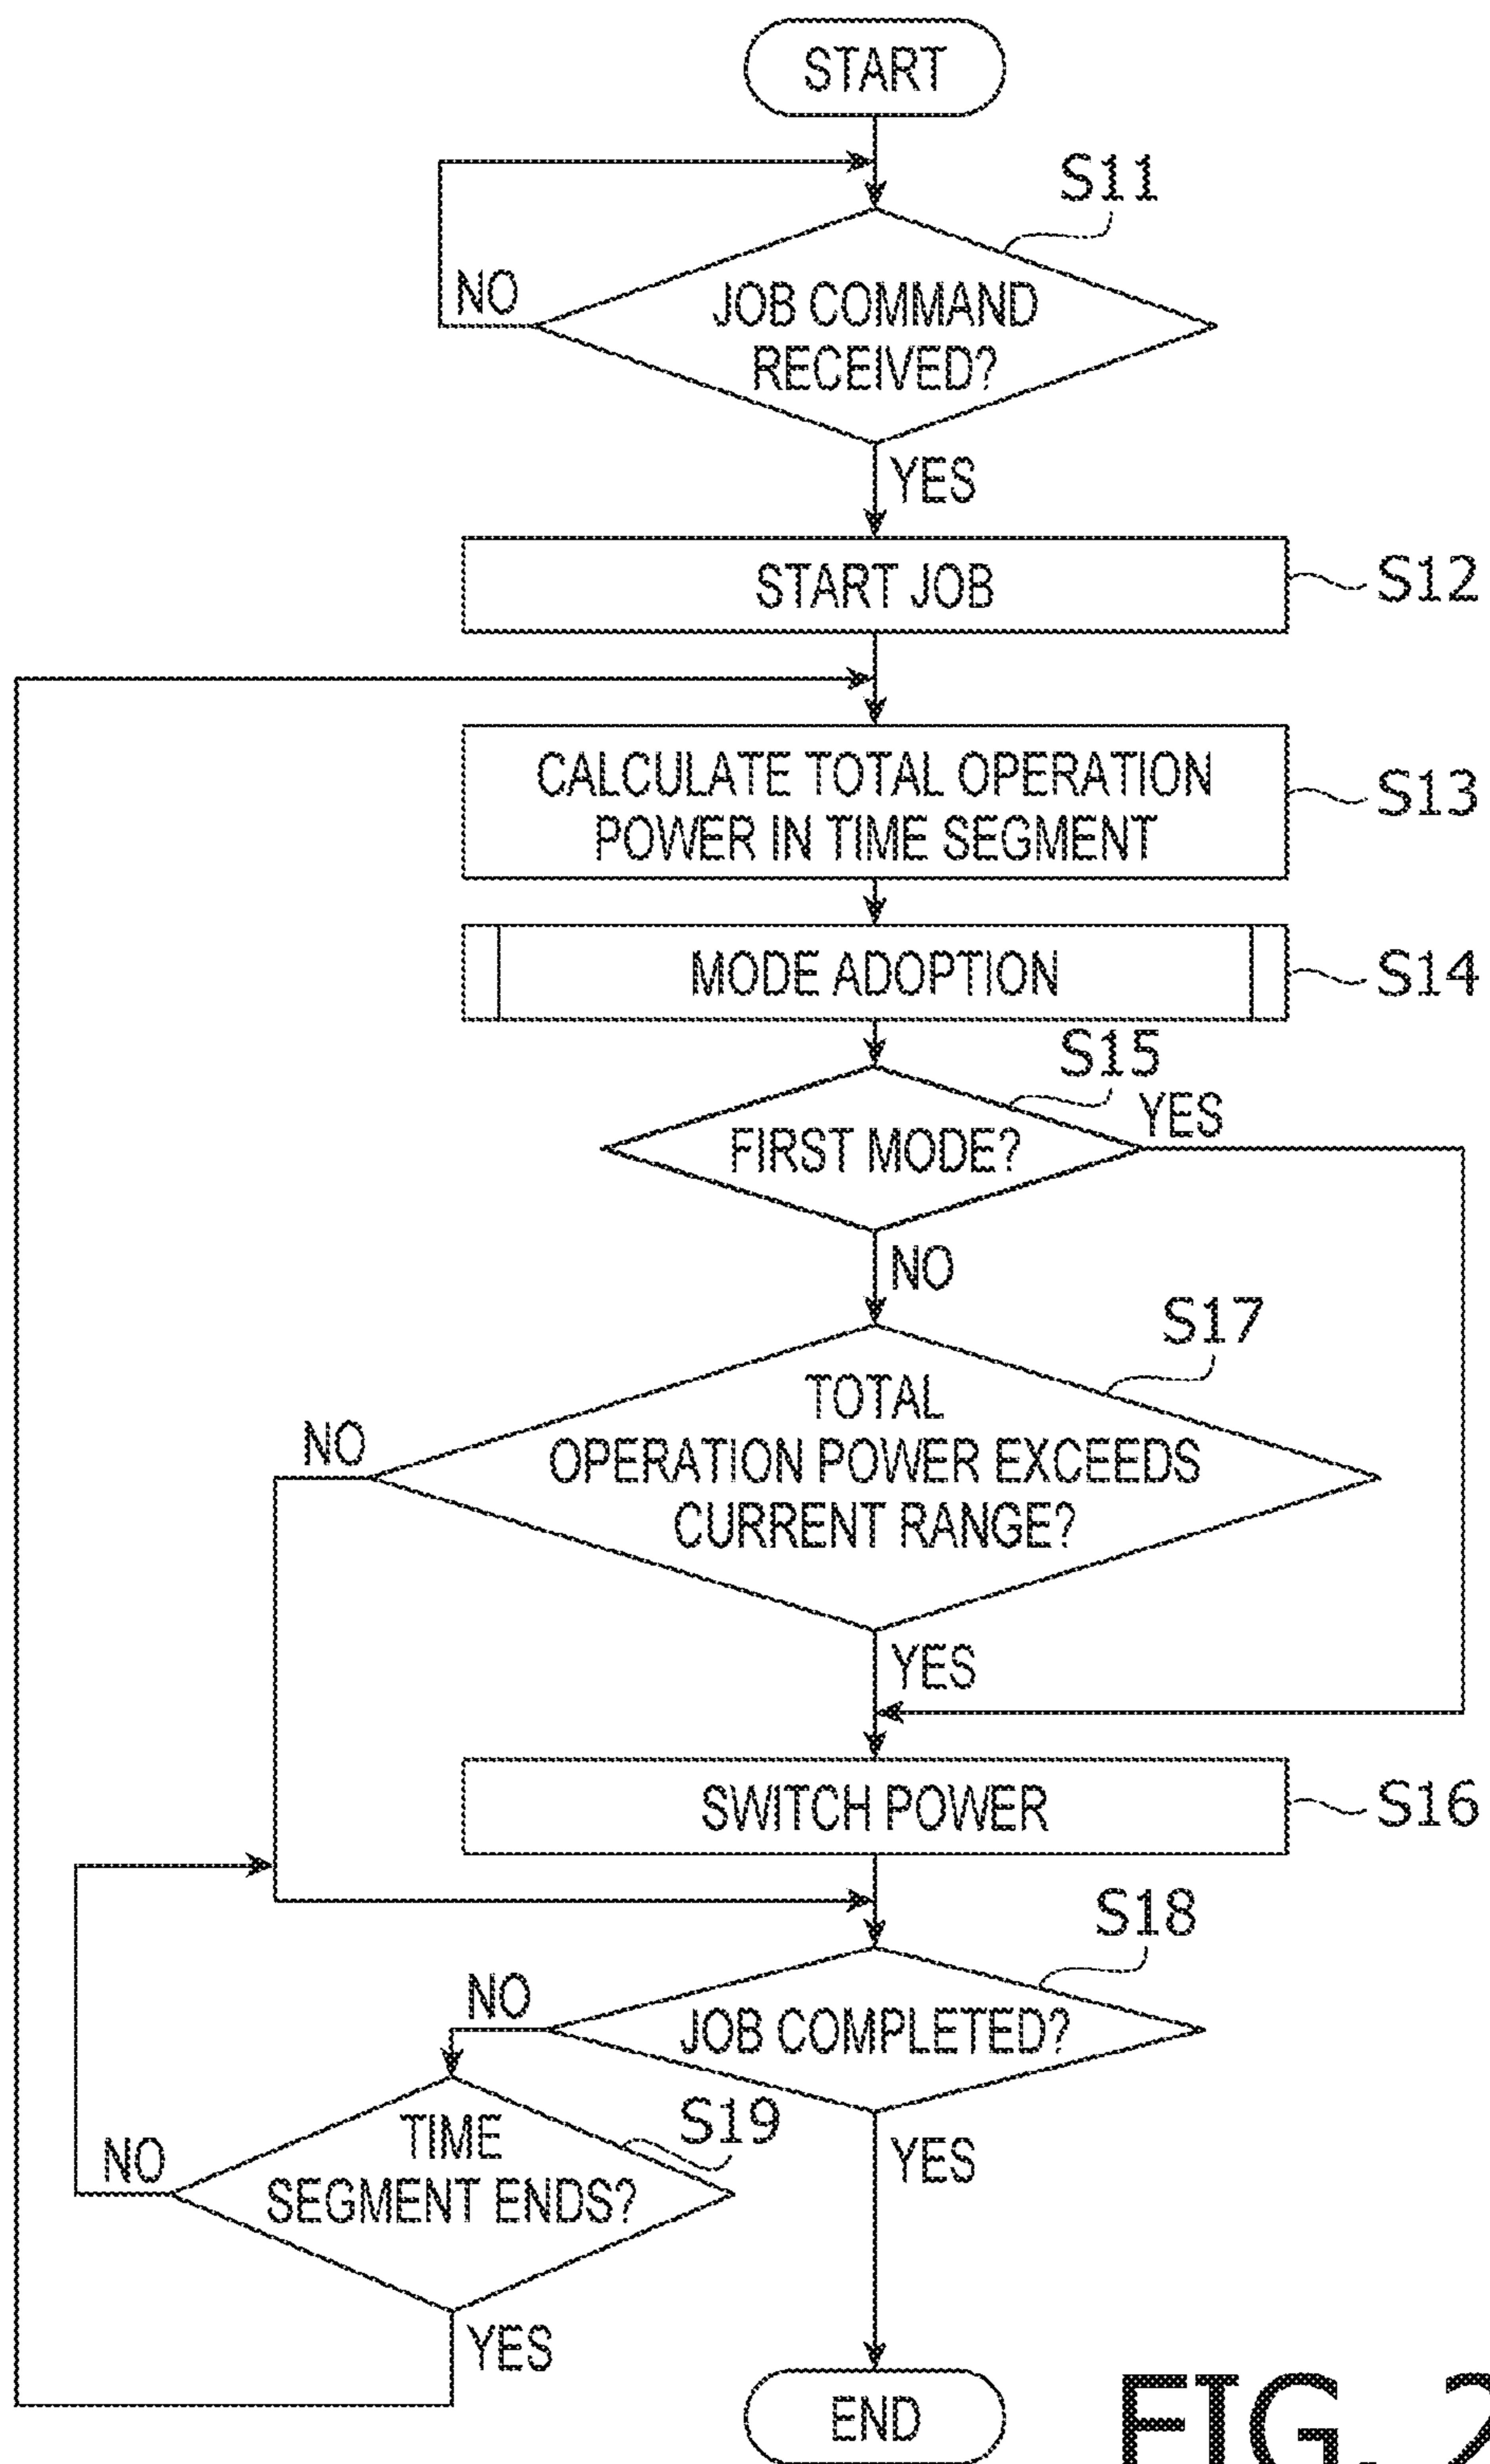 START
S11
NO
JOB COMMAND
RECEIVED?
YES
START JOB
S12
CALCULATE TOTAL OPERATION
POWER IN TIME SEGMENT
S13
MODE ADOPTION
S14
S15
YES
FIRST MODE?
NO
S17
NO
TOTAL
OPERATION POWER EXCEEDS
CURRENT RANGE?
YES
SWITCH POWER
S16
S18
NO
JOB COMPLETED?
S19
NO
TIME
SEGMENT ENDS?
YES
YES
END
FIG. 2